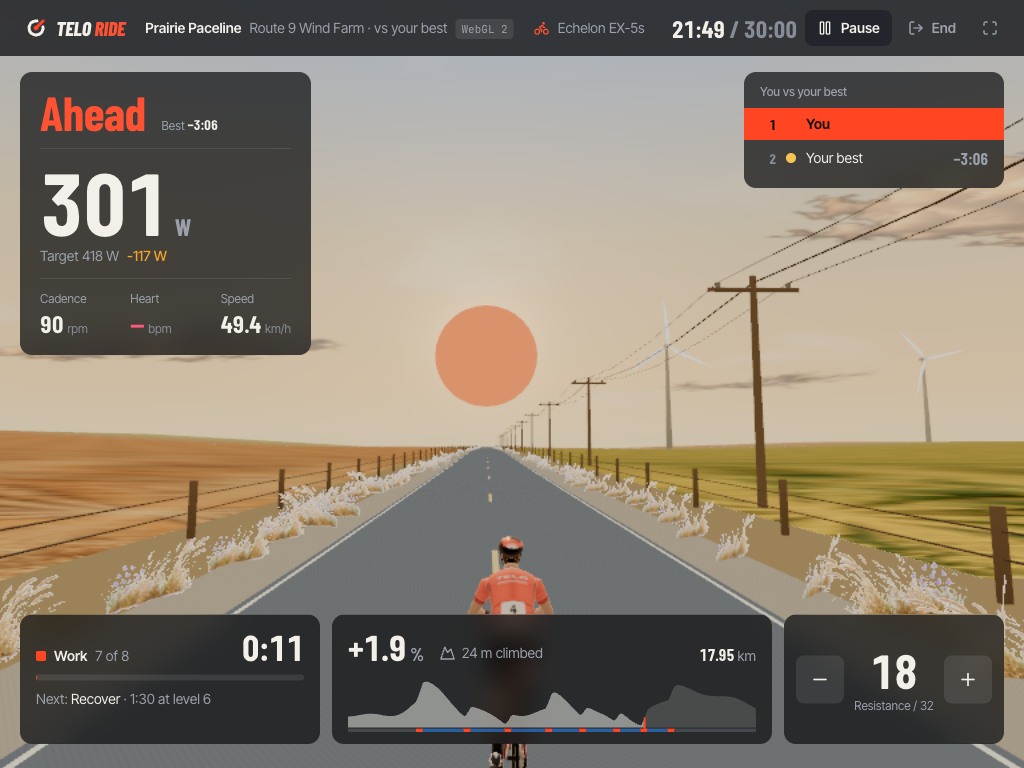 TELO RIDE
Prairie Paceline Route 9 Wind Farm · vs your best WebGL 2
Echelon EX-5s
21:49 / 30:00
Pause
End
Ahead Best −3:06
301 W
Target 418 W -117 W
Cadence Heart Speed
90 rpm — bpm 49.4 km/h
You vs your best
1 You
2 Your best −3:06
TELO
4
Work 7 of 8 0:11
Next: Recover · 1:30 at level 6
+1.9 % 24 m climbed 17.95 km
− 18 +
Resistance / 32